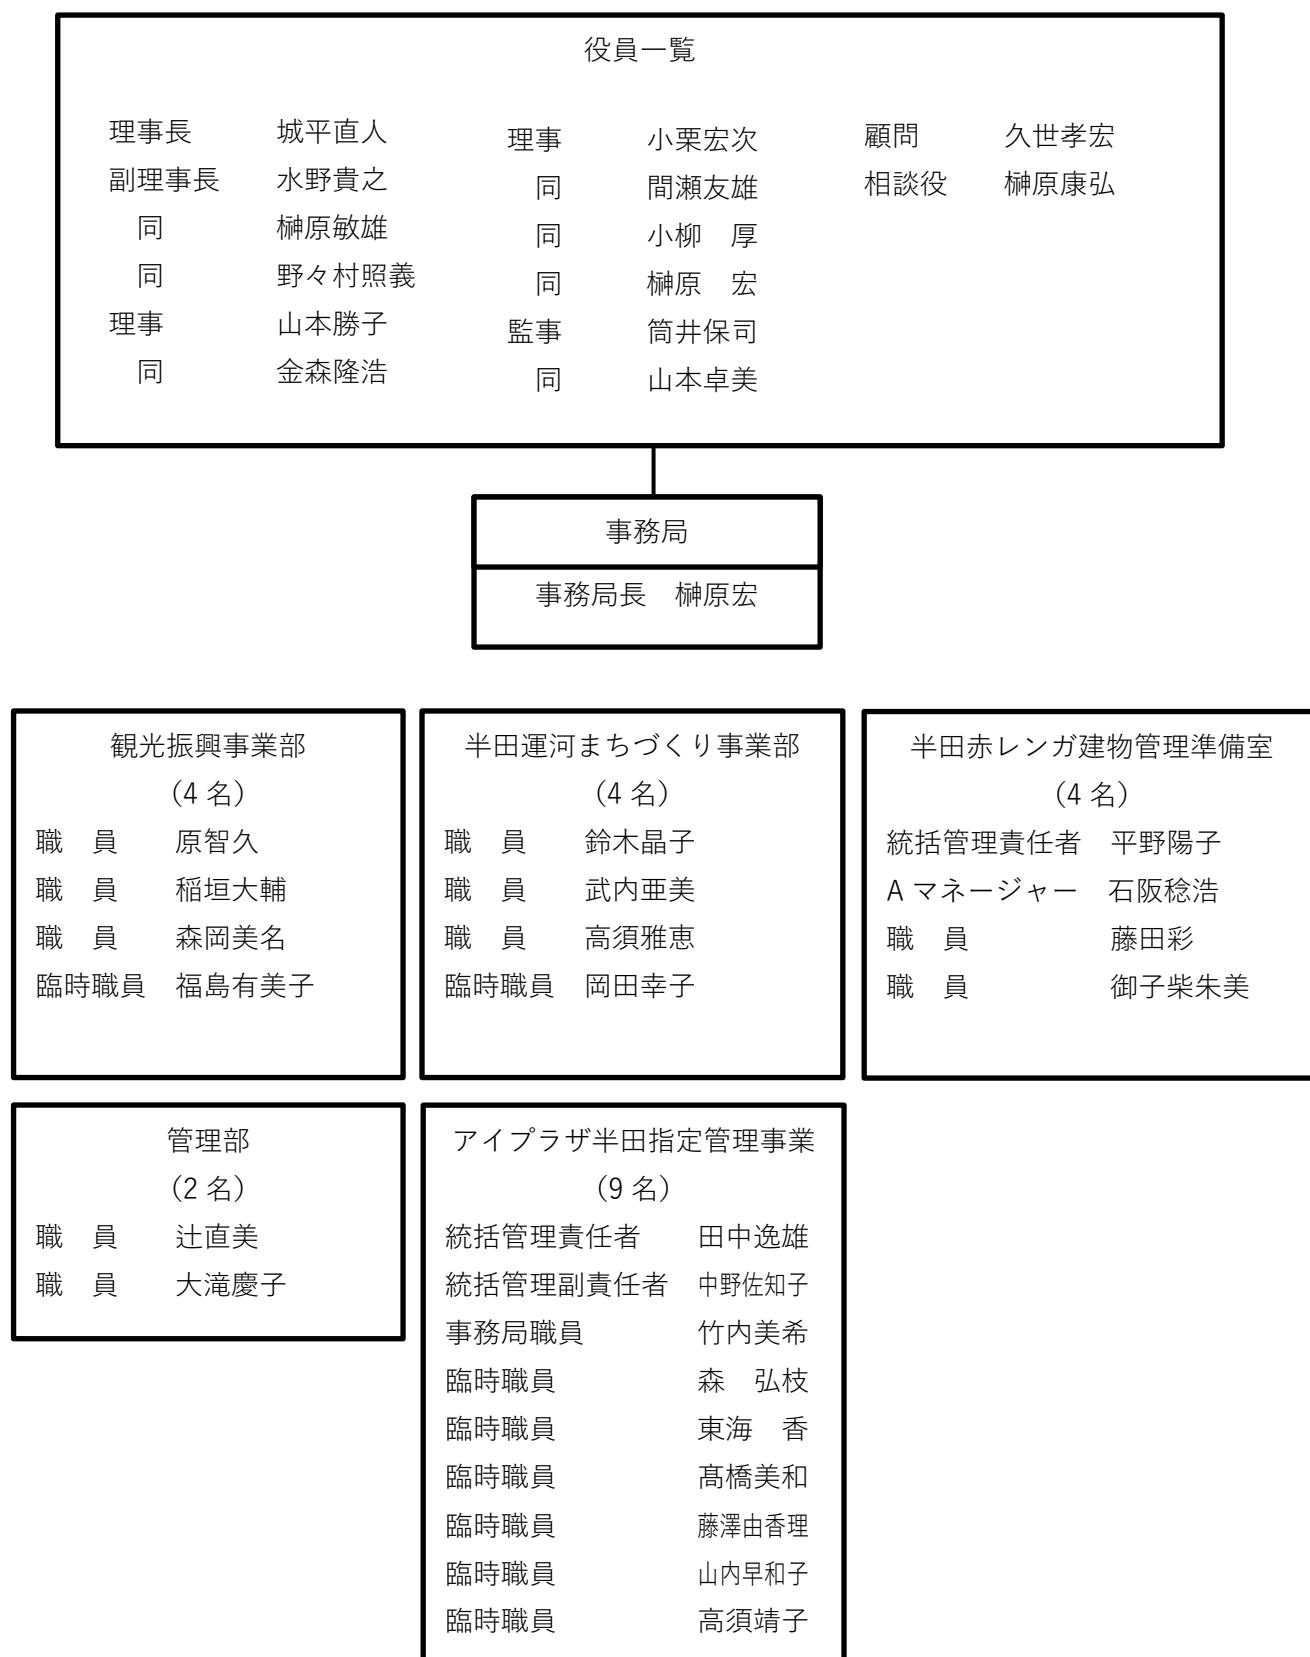 役員一覧
理事長 城平直人
副理事長 水野貴之
同 榊原敏雄
同 野々村照義
理事 山本勝子
同 金森隆浩
理事 小栗宏次
同 間瀬友雄
同 小柳 厚
同 榊原 宏
監事 筒井保司
同 山本卓美
顧問 久世孝宏
相談役 榊原康弘
事務局
事務局長 榊原宏
観光振興事業部
(4 名)
職 員 原智久
職 員 稲垣大輔
職 員 森岡美名
臨時職員 福島有美子
半田運河まちづくり事業部
(4 名)
職 員 鈴木晶子
職 員 武内亜美
職 員 高須雅恵
臨時職員 岡田幸子
半田赤レンガ建物管理準備室
(4 名)
統括管理責任者 平野陽子
A マネージャー 石阪稔浩
職 員 藤田彩
職 員 御子柴朱美
管理部
(2 名)
職 員 辻直美
職 員 大滝慶子
アイプラザ半田指定管理事業
(9 名)
統括管理責任者 田中逸雄
統括管理副責任者 中野佐知子
事務局職員 竹内美希
臨時職員 森 弘枝
臨時職員 東海 香
臨時職員 髙橋美和
臨時職員 藤澤由香理
臨時職員 山内早和子
臨時職員 高須靖子